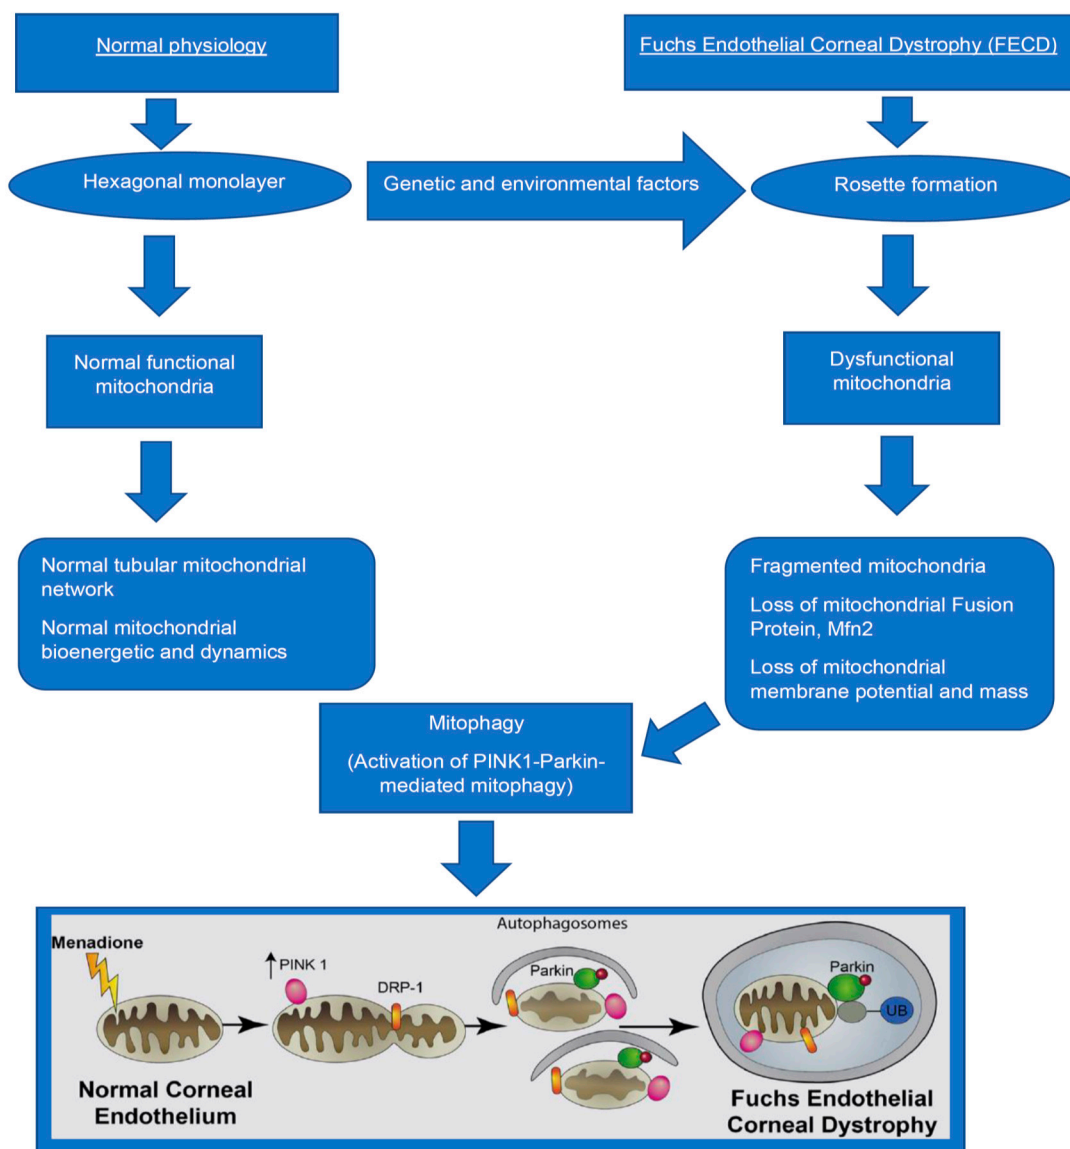 Normal physiology
Fuchs Endothelial Corneal Dystrophy (FECD)
Hexagonal monolayer
Genetic and environmental factors
Rosette formation
Normal functional
mitochondria
Dysfunctional
mitochondria
Normal tubular mitochondrial
network
Normal mitochondrial
bioenergetic and dynamics
Fragmented mitochondria
Loss of mitochondrial Fusion
Protein, Mfn2
Loss of mitochondrial
membrane potential and mass
Mitophagy
(Activation of PINK1-Parkin-
mediated mitophagy)
Menadione
PINK 1
DRP-1
Autophagosomes
Parkin
Parkin
UB
Normal Corneal
Endothelium
Fuchs Endothelial
Corneal Dystrophy